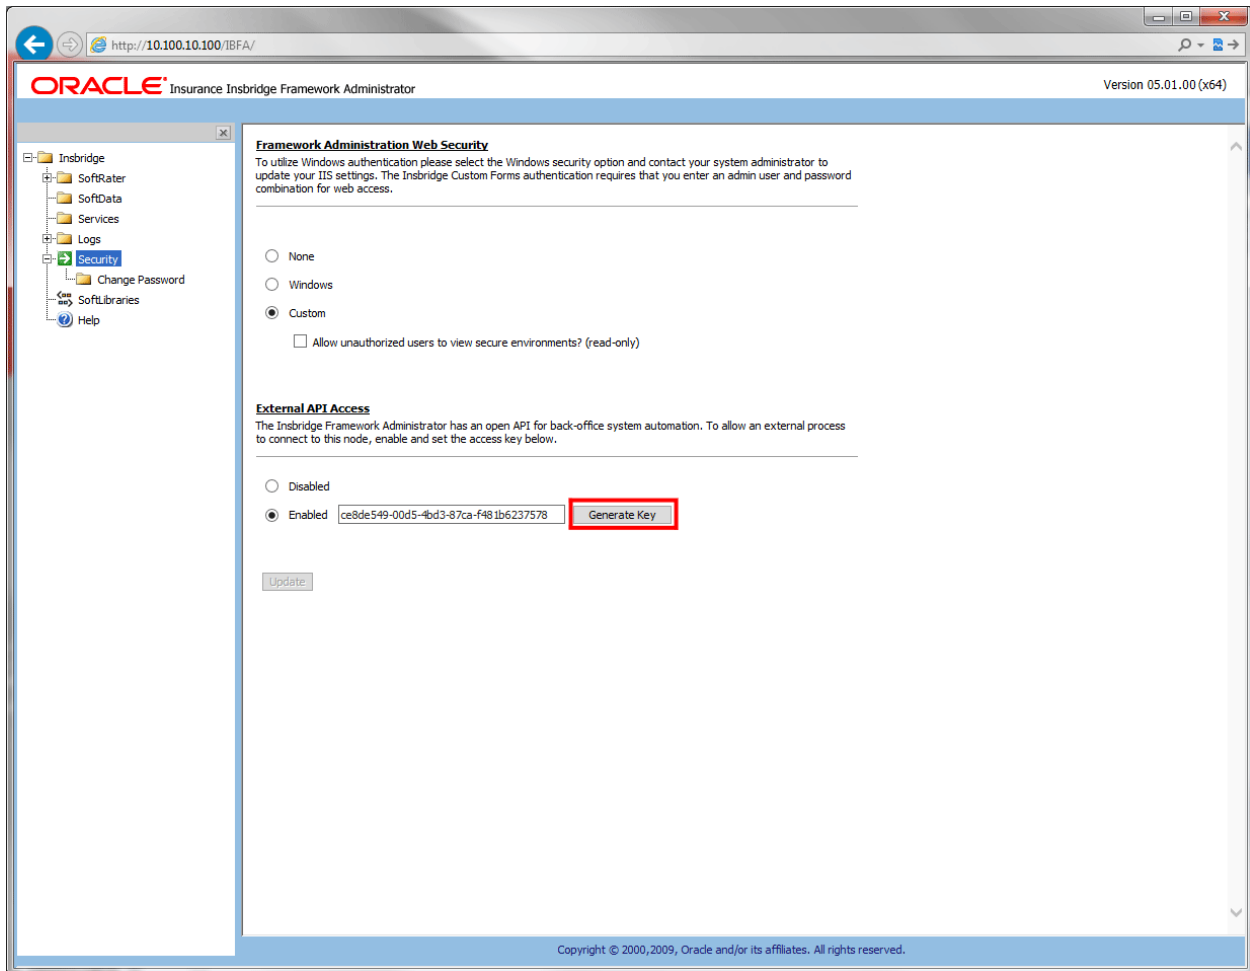 http://10.100.10.100/IBFA/
ORACLE Insurance Insbridge Framework Administrator
Version 05.01.00 (x64)
Insbridge
SoftRater
SoftData
Services
Logs
Security
Change Password
SoftLibraries
Help
Framework Administration Web Security
To utilize Windows authentication please select the Windows security option and contact your system administrator to
update your IIS settings. The Insbridge Custom Forms authentication requires that you enter an admin user and password
combination for web access.
None
Windows
Custom
Allow unauthorized users to view secure environments? (read-only)
External API Access
The Insbridge Framework Administrator has an open API for back-office system automation. To allow an external process
to connect to this node, enable and set the access key below.
Disabled
Enabled ce8de549-00d5-4bd3-87ca-f481b6237578 Generate Key
Update
Copyright © 2000,2009, Oracle and/or its affiliates. All rights reserved.